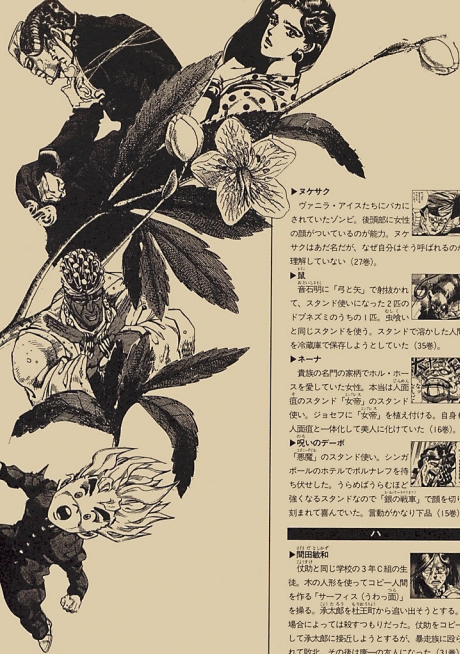 ▶ヌケサク
ヴァニラ・アイスたちにバカに
されていたゾンビ。後頭部に女性
の顔がついているのが能力。ヌケ
サクはあだ名だが、なぜ自分はそう呼ばれるのか
理解していない(27巻)。
▶鼠
音石明に「弓と矢」で射抜かれ
て、スタンド使いになった2匹の
ドブネズミのうちの1匹。虫喰い
と同じスタンドを使う。スタンドで溶かした人間
を冷蔵庫で保存しようとしていた(35巻)。
▶ネーナ
貴族の名門の家柄でホル・ホー
スを愛していた女性。本当は人面
疽のスタンド「女帝」のスタンド
使い。ジョセフに「女帝」を植え付ける。自身も
人面疽と一体化して美人に化けていた(16巻)。
▶呪いのデーボ
「悪魔」のスタンド使い。シンガ
ポールのホテルでポルナレフを待
ち伏せした。うらめばうらむほど
強くなるスタンドなので「銀の戦車」で顔を切り
刻まれて喜んでいた。言動がかなり下品(15巻)
ハ
▶間田敏和
仗助と同じ学校の3年C組の生
徒。木の人形を使ってコピー人間
を作る「サーフィス(うわっ面)」
を操る。承太郎を杜王町から追い出そうとする。
場合によっては殺すつもりだった。仗助をコピー
して承太郎に接近しようとするが、暴走族に殴ら
れて敗北。その後は康一の友人になった(31巻)